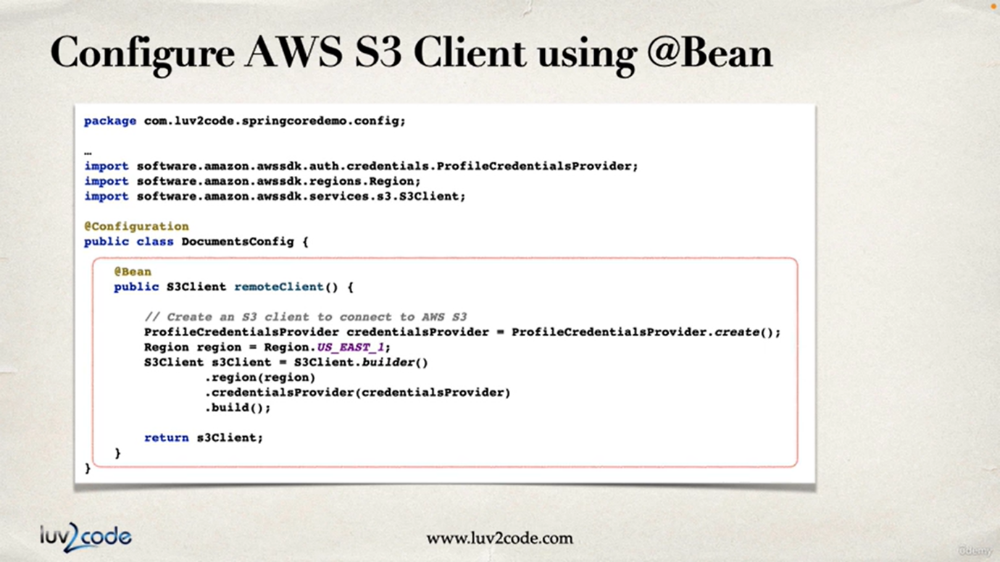 Configure AWS S3 Client using @Bean
package com.luv2code.springcoredemo.config;
…
import software.amazon.awssdk.auth.credentials.ProfileCredentialsProvider;
import software.amazon.awssdk.regions.Region;
import software.amazon.awssdk.services.s3.S3Client;
@Configuration
public class DocumentsConfig {
@Bean
public S3Client remoteClient() {
// Create an S3 client to connect to AWS S3
ProfileCredentialsProvider credentialsProvider = ProfileCredentialsProvider.create();
Region region = Region.US_EAST_1;
S3Client s3Client = S3Client.builder()
.region(region)
.credentialsProvider(credentialsProvider)
.build();
return s3Client;
}
}
luv2code
www.luv2code.com
ûdemy